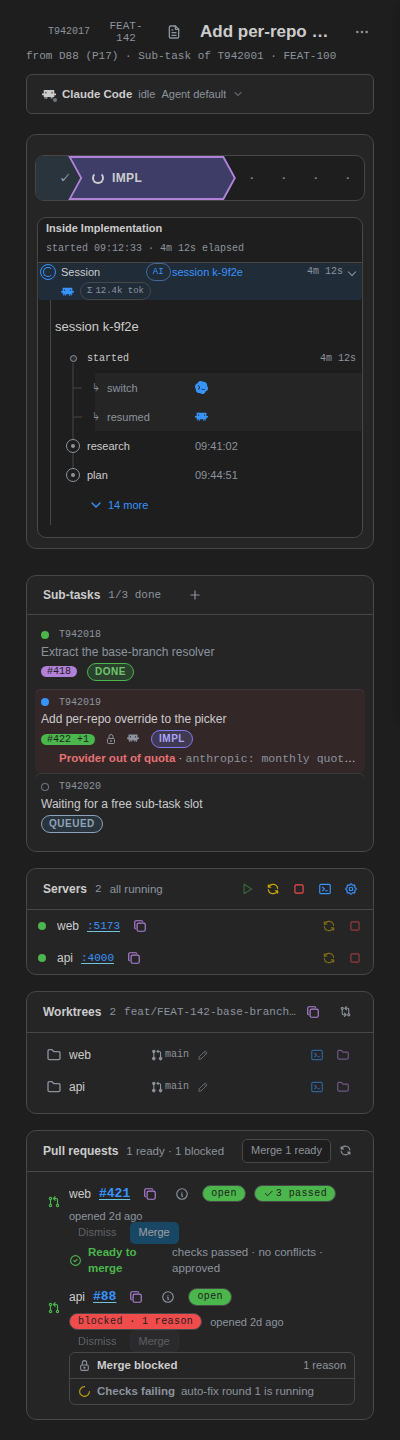 T942017 FEAT-142 Add per-repo …
from D88 (P17) · Sub-task of T942001 · FEAT-100
Claude Code idle Agent default
IMPL
Inside Implementation
started 09:12:33 · 4m 12s elapsed
Session AI session k-9f2e 4m 12s
Σ 12.4k tok
session k-9f2e
started 4m 12s
↳ switch
↳ resumed
research 09:41:02
plan 09:44:51
14 more
Sub-tasks 1/3 done
T942018
Extract the base-branch resolver
#418 DONE
T942019
Add per-repo override to the picker
#422 +1 IMPL
Provider out of quota · anthropic: monthly quot…
T942020
Waiting for a free sub-task slot
QUEUED
Servers 2 all running
web :5173
api :4000
Worktrees 2 feat/FEAT-142-base-branch…
web main
api main
Pull requests 1 ready · 1 blocked Merge 1 ready
web #421 open 3 passed
opened 2d ago
Dismiss Merge
Ready to merge checks passed · no conflicts · approved
api #88 open
blocked · 1 reason opened 2d ago
Dismiss Merge
Merge blocked 1 reason
Checks failing auto-fix round 1 is running